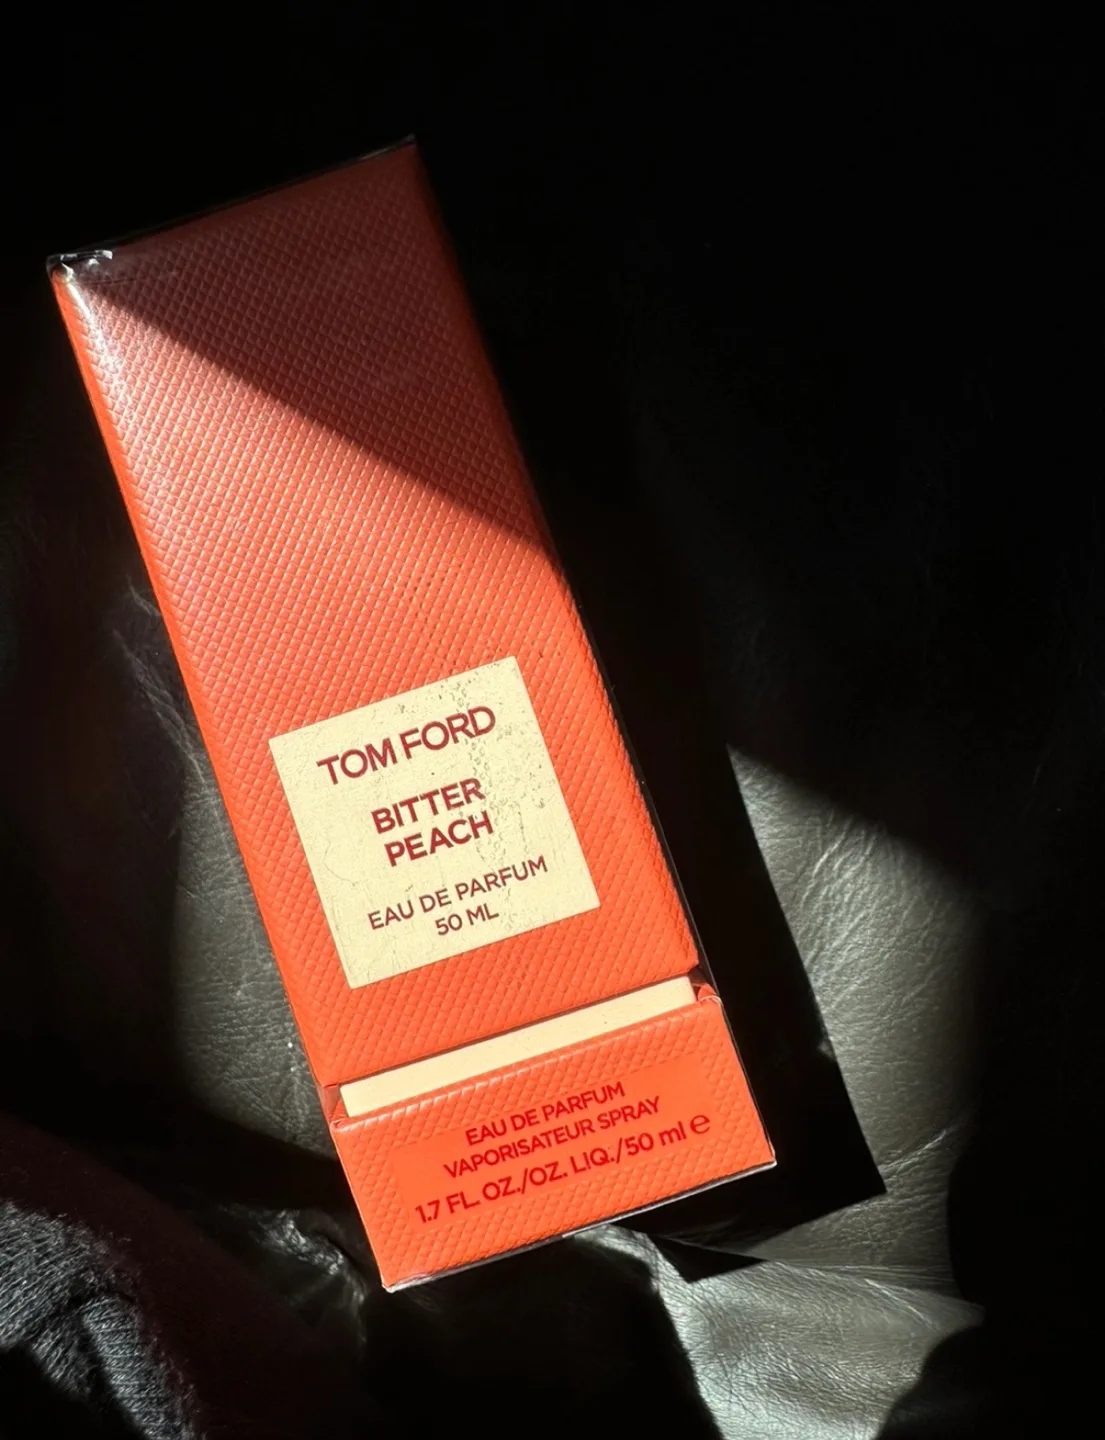 TOM FORD
BITTER
PEACH
EAU DE PARFUM
50 ML
EAU DE PARFUM
VAPORISATEUR SPRAY
1.7 FL. OZ./OZ. LIQ./50 ml ℮